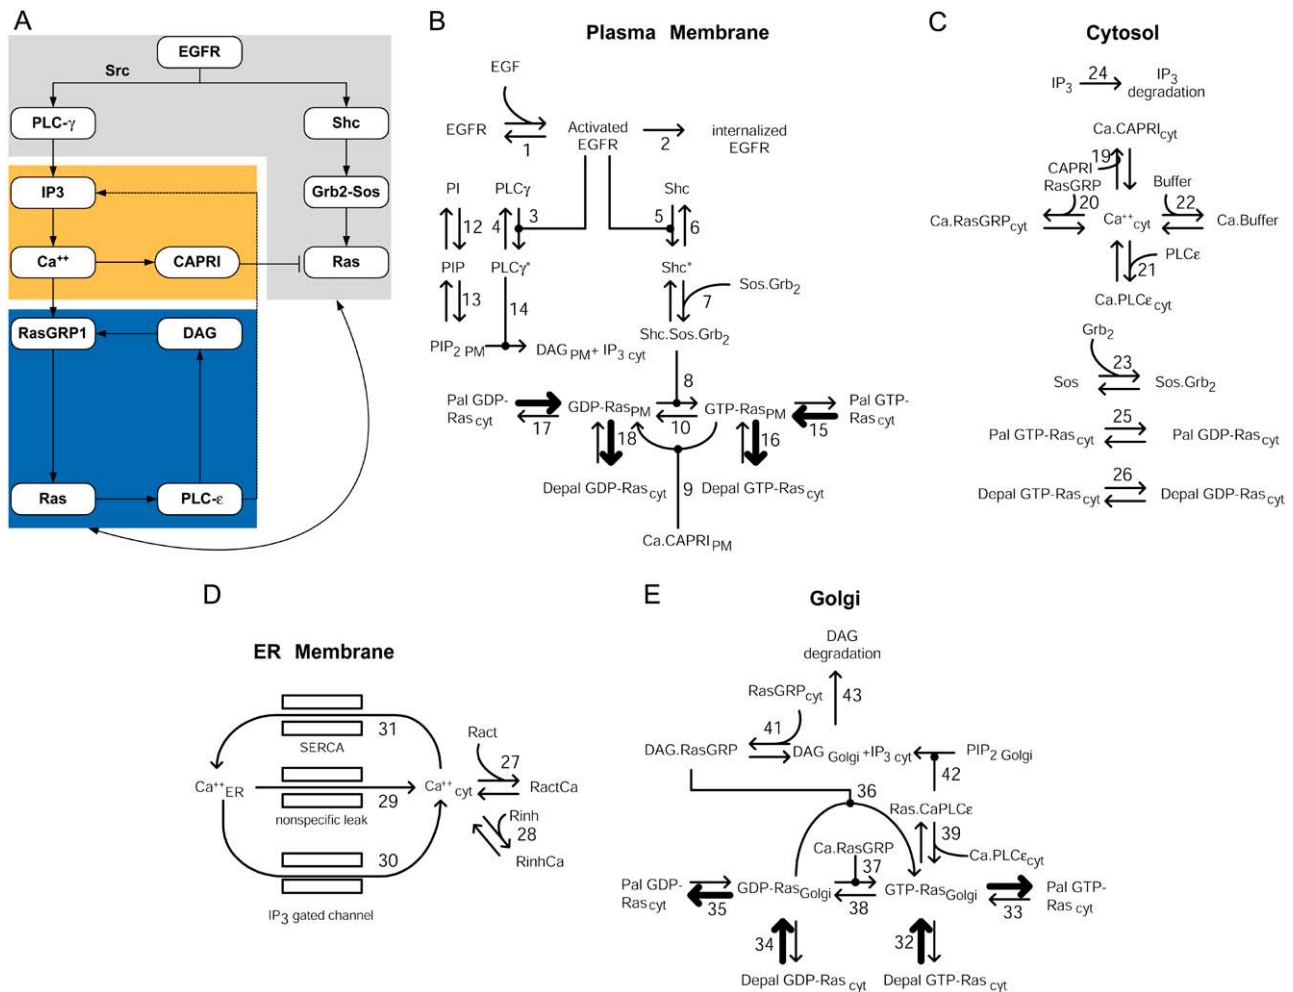 A
EGFR
Src
PLC-γ
Shc
IP3
Grb2-Sos
Ca++
CAPRI
Ras
RasGRP1
DAG
Ras
PLC-ε
B
Plasma Membrane
EGF
EGFR
1
Activated
EGFR
2
internalized
EGFR
PI
PLCγ
Shc
12
4
3
5
6
PIP
PLCγ*
Shc*
13
14
7
Sos.Grb2
Shc.Sos.Grb2
PIP2 PM
DAG PM + IP3 cyt
8
Pal GDP-
Ras cyt
17
GDP-Ras PM
10
GTP-Ras PM
15
Pal GTP-
Ras cyt
18
16
Depal GDP-Ras cyt
9
Depal GTP-Ras cyt
Ca.CAPRI PM
C
Cytosol
IP3
24
IP3
degradation
Ca.CAPRI cyt
19
CAPRI
RasGRP
Buffer
20
22
Ca.RasGRP cyt
Ca++ cyt
Ca.Buffer
21
PLCε
Ca.PLCε cyt
Grb2
23
Sos
Sos.Grb2
25
Pal GTP-Ras cyt
Pal GDP-Ras cyt
26
Depal GTP-Ras cyt
Depal GDP-Ras cyt
D
ER Membrane
31
SERCA
Ract
27
Ca++ ER
Ca++ cyt
RactCa
29
nonspecific leak
Rinh
28
RinhCa
30
IP3 gated channel
E
Golgi
DAG
degradation
RasGRP cyt
43
41
DAG.RasGRP
DAG Golgi + IP3 cyt
PIP2 Golgi
42
36
Ras.CaPLCε
39
Ca.RasGRP
37
Ca.PLCε cyt
Pal GDP-
Ras cyt
35
GDP-Ras Golgi
38
GTP-Ras Golgi
33
Pal GTP-
Ras cyt
34
32
Depal GDP-Ras cyt
Depal GTP-Ras cyt